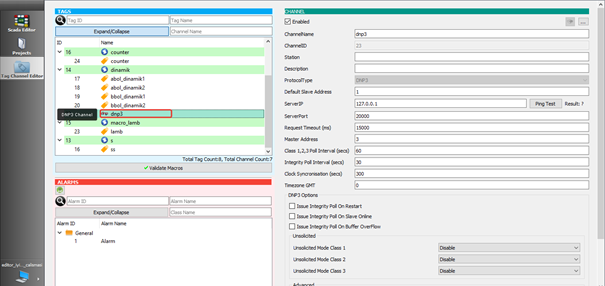 Scada Editor
Projects
Tag Channel Editor
TAGS
Tag ID
Tag Name
Expand/Collapse
Channel Name
ID
Name
16 counter
24 counter
14 dinamik
17 abol_dinamik1
18 abol_dinamik2
19 bbol_dinamik1
20 bbol_dinamik2
DNP3 Channel
dnp3
15 macro_lamb
23 lamb
13 s
16 ss
Total Tag Count:8, Total Channel Count:7
Validate Macros
ALARMS
Alarm ID
Alarm Name
Expand/Collapse
Class Name
Alarm ID
Alarm Name
General
1 Alarm
CHANNEL
Enabled
...
ChannelName dnp3
ChannelID 23
Station
Description
ProtocolType DNP3
Default Slave Address 1
ServerIP 127.0.0.1 Ping Test Result: ?
ServerPort 20000
Request Timeout (ms) 15000
Master Address 3
Class 1,2,3 Poll Interval (secs) 60
Integrity Poll Interval (secs) 30
Clock Syncronisation (secs) 300
Timezone GMT 0
DNP3 Options
Issue Integrity Poll On Restart
Issue Integrity Poll On Slave Online
Issue Integrity Poll On Buffer OverFlow
Unsolicited
Unsolicited Mode Class 1 Disable
Unsolicited Mode Class 2 Disable
Unsolicited Mode Class 3 Disable
Advanced